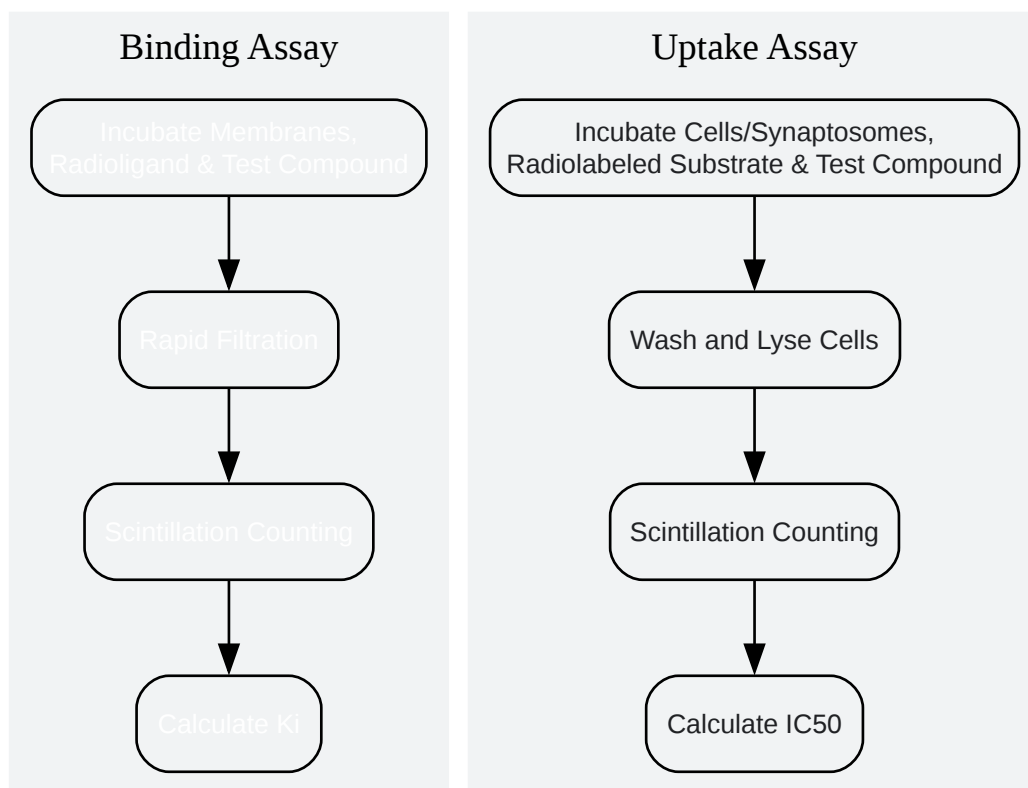 Binding Assay
Incubate Membranes,
Radioligand & Test Compound
Rapid Filtration
Scintillation Counting
Calculate Ki
Uptake Assay
Incubate Cells/Synaptosomes,
Radiolabeled Substrate & Test Compound
Wash and Lyse Cells
Scintillation Counting
Calculate IC50